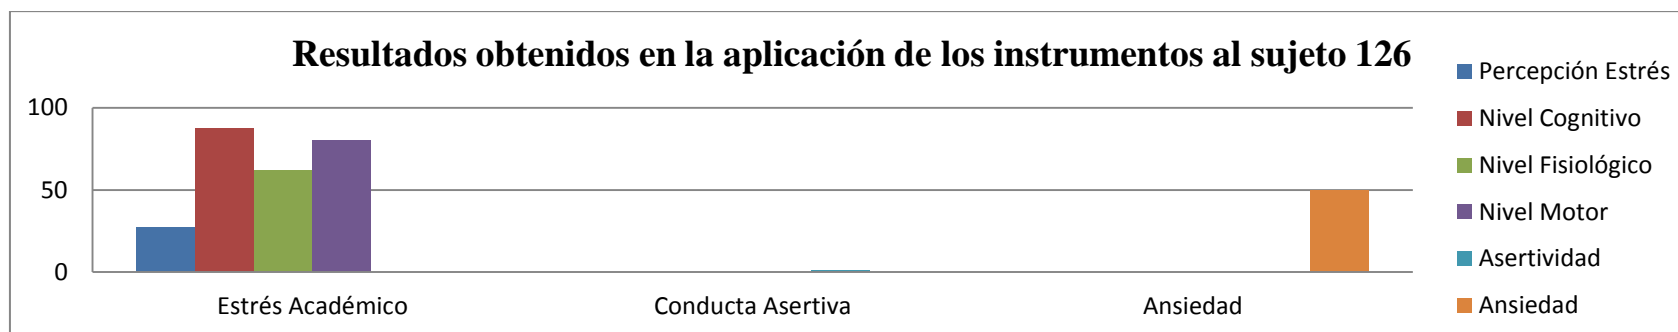 Resultados obtenidos en la aplicación de los instrumentos al sujeto 126
100
50
0
Estrés Académico
Conducta Asertiva
Ansiedad
Percepción Estrés
Nivel Cognitivo
Nivel Fisiológico
Nivel Motor
Asertividad
Ansiedad